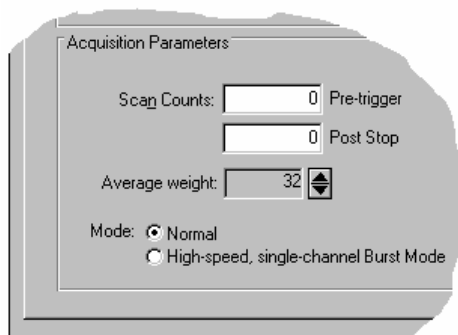 Acquisition Parameters
Scan Counts: 0 Pre-trigger
0 Post Stop
Average weight: 32
Mode: Normal
High-speed, single-channel Burst Mode